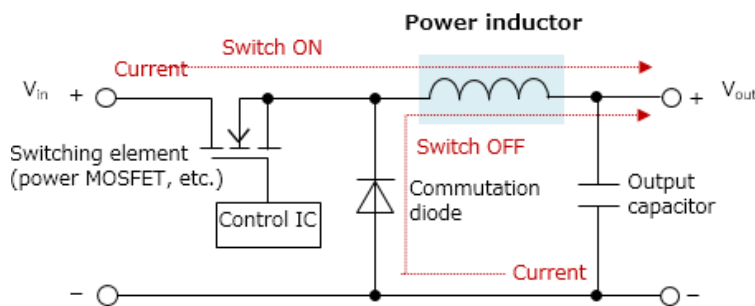 Power inductor
Switch ON
Current
Vin
+
+
Vout
Switching element
(power MOSFET, etc.)
Switch OFF
Control IC
Commutation
diode
Output
capacitor
Current
−
−